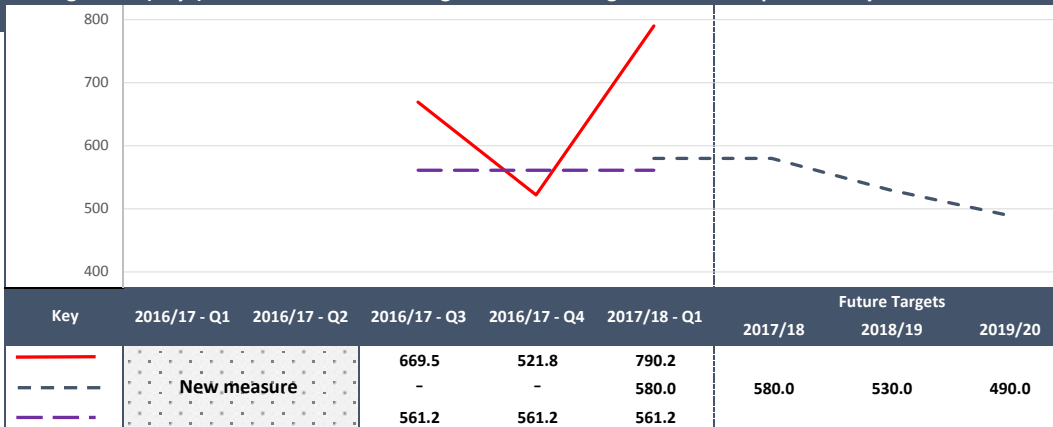 800
700
600
500
400
Key 2016/17 - Q1 2016/17 - Q2 2016/17 - Q3 2016/17 - Q4 2017/18 - Q1 Future Targets
2017/18 2018/19 2019/20
669.5 521.8 790.2
New measure - - 580.0 580.0 530.0 490.0
561.2 561.2 561.2